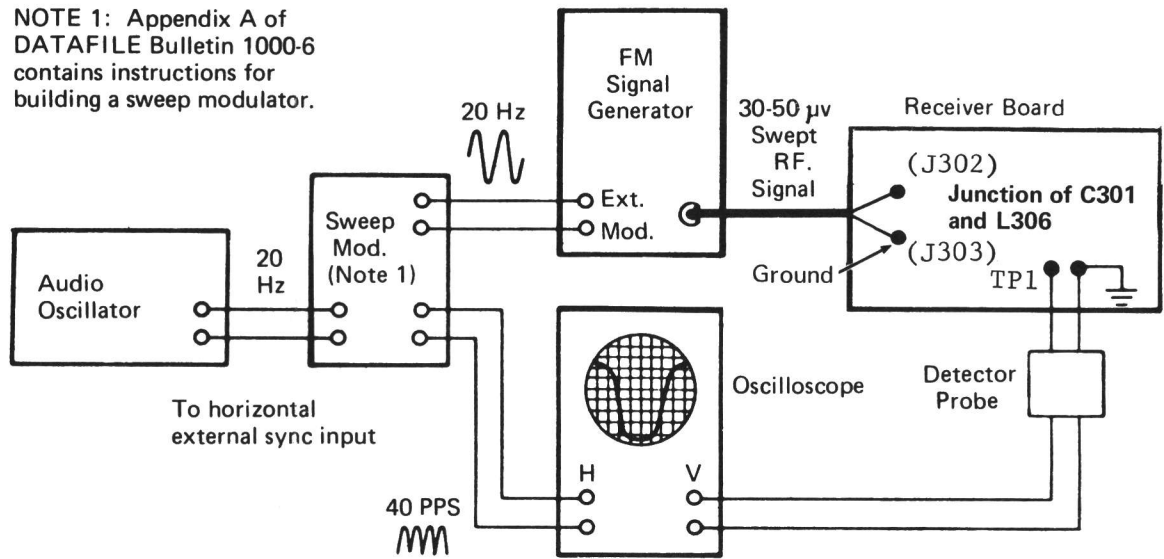 NOTE 1: Appendix A of
DATAFILE Bulletin 1000-6
contains instructions for
building a sweep modulator.
20 Hz
FM
Signal
Generator
Ext.
Mod.
30-50 μv
Swept
RF.
Signal
Receiver Board
(J302)
Junction of C301
and L306
(J303)
Ground
TP1
Sweep
Mod.
(Note 1)
20
Hz
Audio
Oscillator
To horizontal
external sync input
Oscilloscope
Detector
Probe
H
V
40 PPS